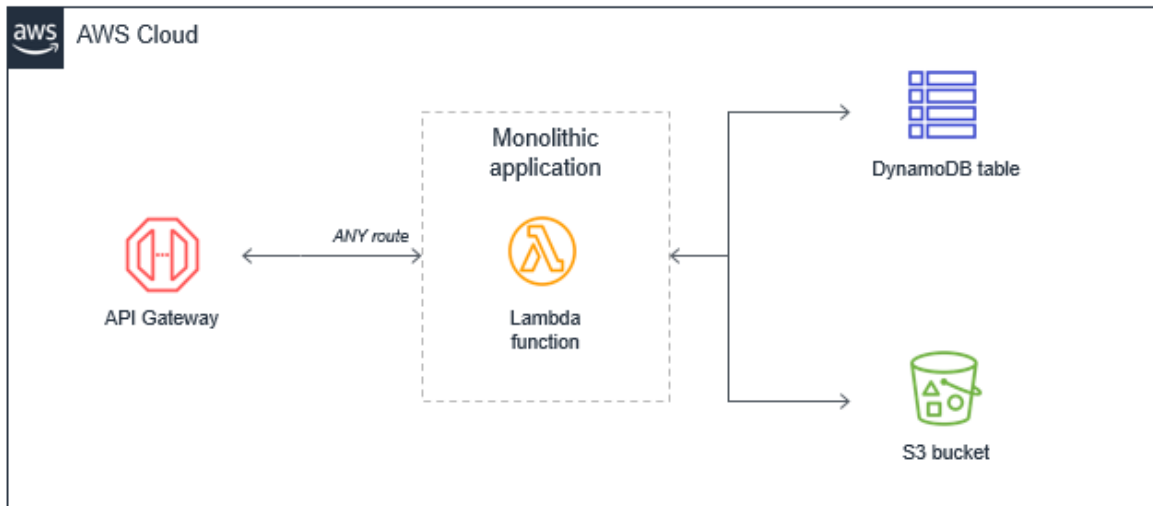 aws
AWS Cloud
Monolithic
application
ANY route
API Gateway
Lambda
function
DynamoDB table
S3 bucket